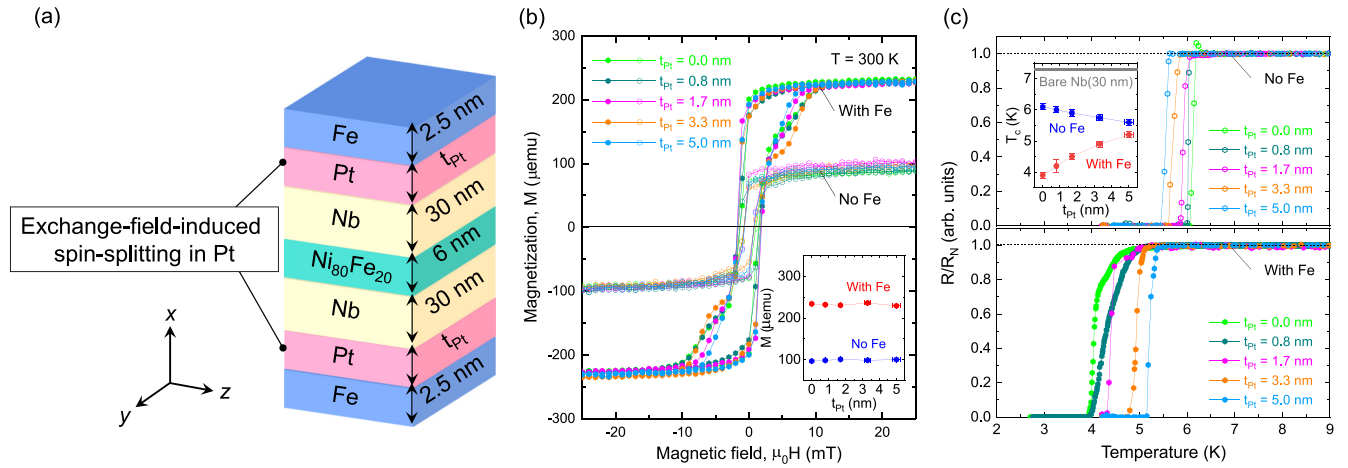 (a)
Fe
2.5 nm
Pt
t_Pt
Nb
30 nm
Ni80Fe20
6 nm
Nb
30 nm
Pt
t_Pt
Fe
2.5 nm
Exchange-field-induced
spin-splitting in Pt
x
y
z
(b)
Magnetization, M (μemu)
300
200
100
0
-100
-200
-300
t_Pt = 0.0 nm
t_Pt = 0.8 nm
t_Pt = 1.7 nm
t_Pt = 3.3 nm
t_Pt = 5.0 nm
T = 300 K
With Fe
No Fe
M (μemu)
300
200
100
With Fe
No Fe
0 1 2 3 4 5
t_Pt (nm)
-20 -10 0 10 20
Magnetic field, μ0H (mT)
(c)
R/R_N (arb. units)
1.0
0.8
0.6
0.4
0.2
0.0
No Fe
T_c (K)
7
6
5
4
Bare Nb(30 nm)
No Fe
With Fe
0 1 2 3 4 5
t_Pt (nm)
t_Pt = 0.0 nm
t_Pt = 0.8 nm
t_Pt = 1.7 nm
t_Pt = 3.3 nm
t_Pt = 5.0 nm
1.0
0.8
0.6
0.4
0.2
0.0
With Fe
t_Pt = 0.0 nm
t_Pt = 0.8 nm
t_Pt = 1.7 nm
t_Pt = 3.3 nm
t_Pt = 5.0 nm
2 3 4 5 6 7 8 9
Temperature (K)